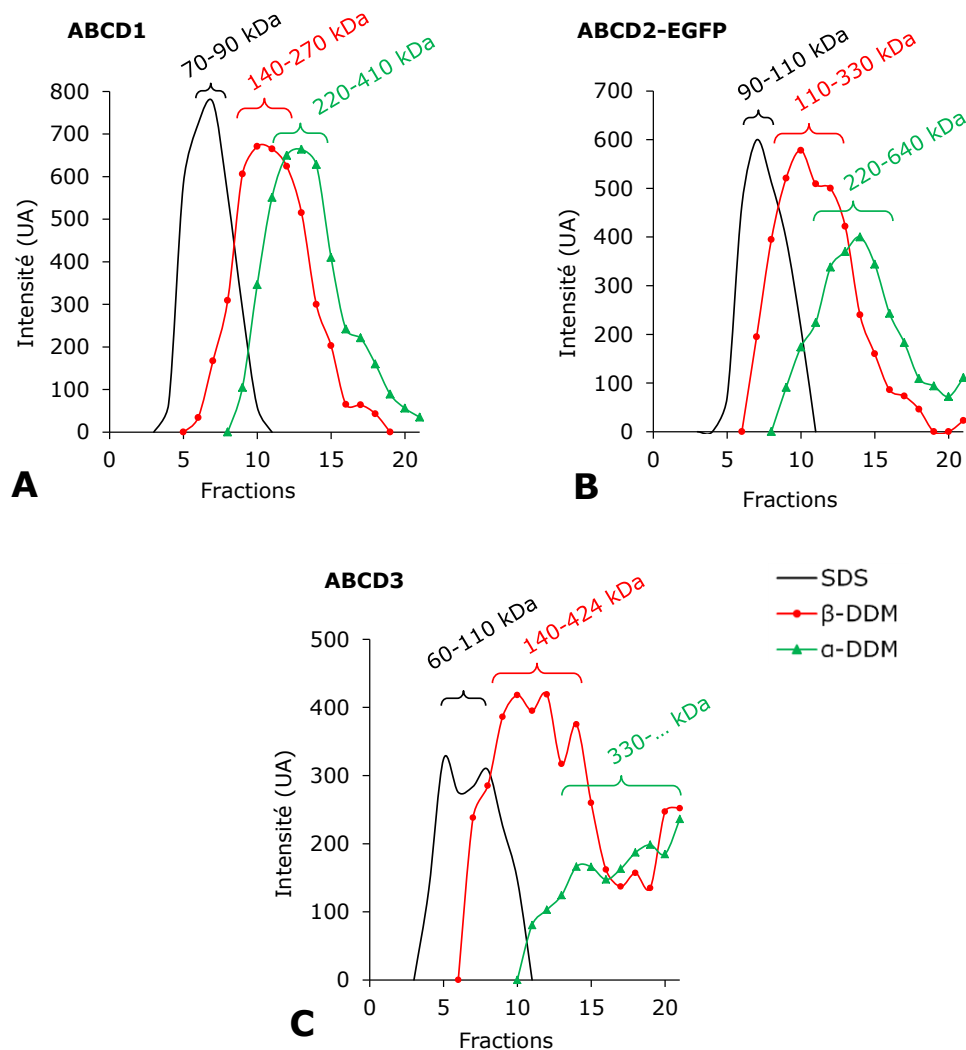 ABCD1
70-90 kDa
140-270 kDa
220-410 kDa
Intensité (UA)
800
700
600
500
400
300
200
100
0
0 5 10 15 20
Fractions
A
ABCD2-EGFP
90-110 kDa
110-330 kDa
220-640 kDa
Intensité (UA)
700
600
500
400
300
200
100
0
0 5 10 15 20
Fractions
B
ABCD3
60-110 kDa
140-424 kDa
330-... kDa
Intensité (UA)
500
400
300
200
100
0
0 5 10 15 20
Fractions
C
SDS
β-DDM
α-DDM